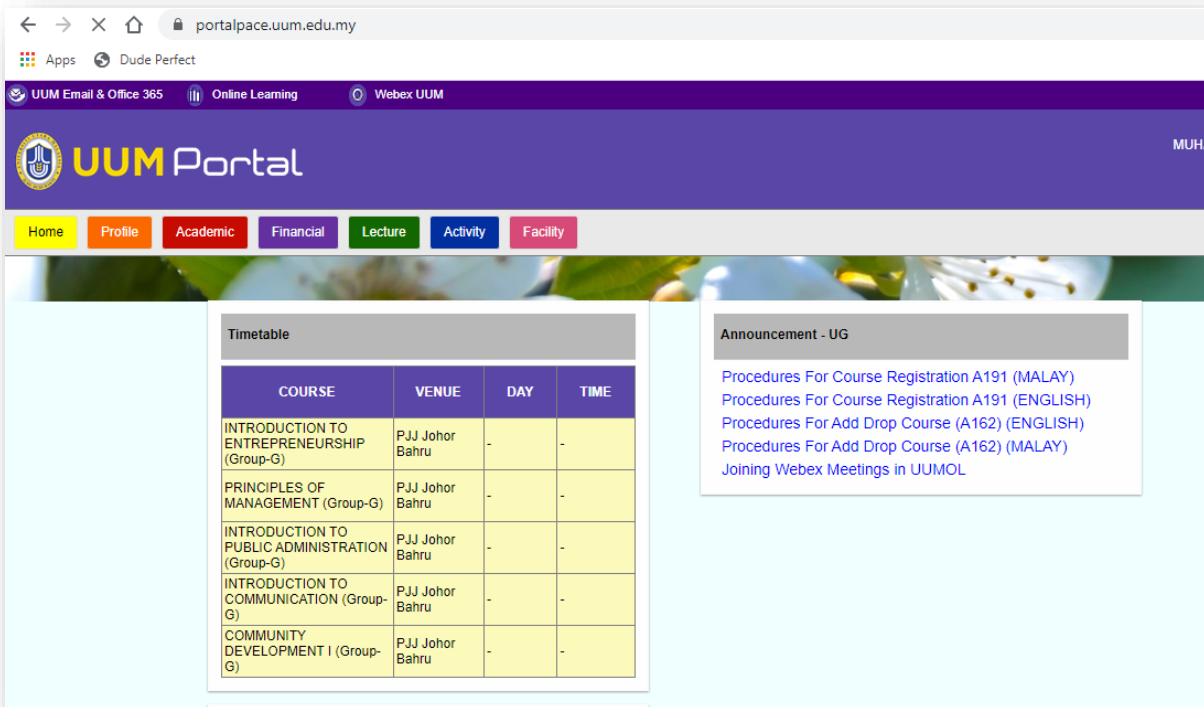 portalpace.uum.edu.my
Apps Dude Perfect
UUM Email & Office 365 Online Learning Webex UUM
UUM Portal
MUH
Home Profile Academic Financial Lecture Activity Facility
Timetable
COURSE VENUE DAY TIME
INTRODUCTION TO
ENTREPRENEURSHIP
(Group-G)
PJJ Johor
Bahru
-
-
PRINCIPLES OF
MANAGEMENT (Group-G)
PJJ Johor
Bahru
-
-
INTRODUCTION TO
PUBLIC ADMINISTRATION
(Group-G)
PJJ Johor
Bahru
-
-
INTRODUCTION TO
COMMUNICATION (Group-
G)
PJJ Johor
Bahru
-
-
COMMUNITY
DEVELOPMENT I (Group-
G)
PJJ Johor
Bahru
-
-
Announcement - UG
Procedures For Course Registration A191 (MALAY)
Procedures For Course Registration A191 (ENGLISH)
Procedures For Add Drop Course (A162) (ENGLISH)
Procedures For Add Drop Course (A162) (MALAY)
Joining Webex Meetings in UUMOL